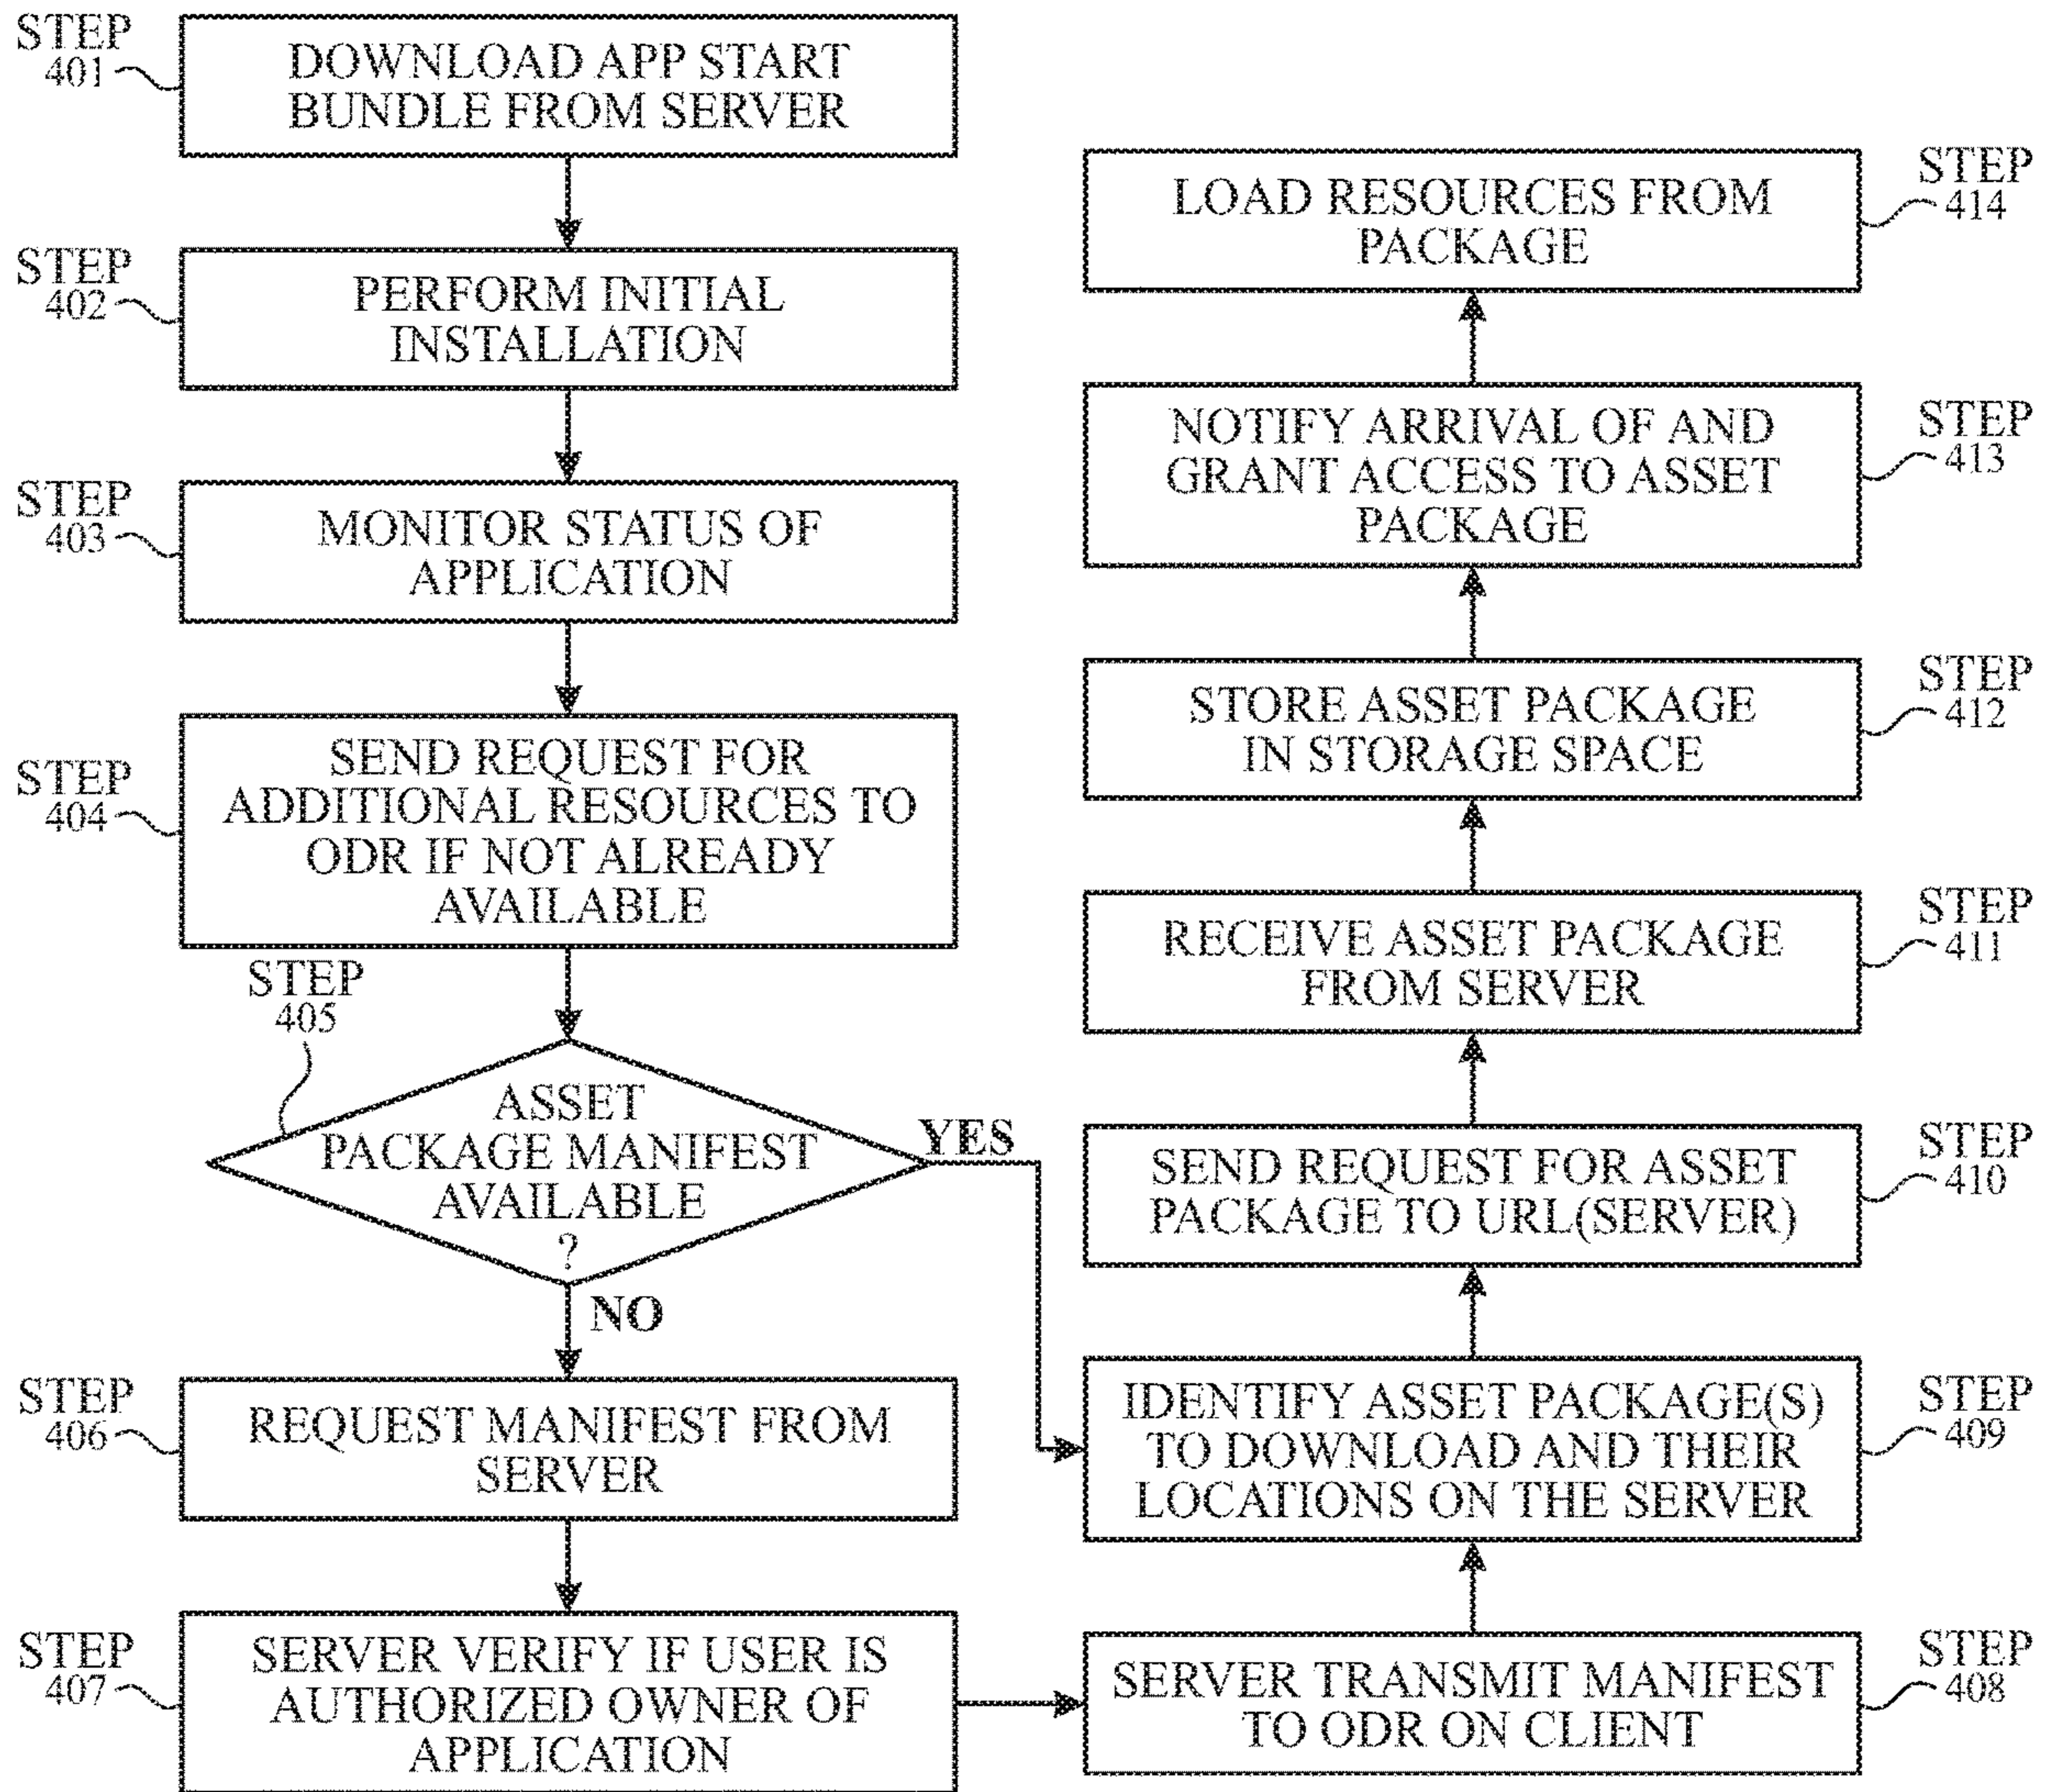 STEP
401
DOWNLOAD APP START
BUNDLE FROM SERVER
STEP
402
PERFORM INITIAL
INSTALLATION
STEP
403
MONITOR STATUS OF
APPLICATION
STEP
404
SEND REQUEST FOR
ADDITIONAL RESOURCES TO
ODR IF NOT ALREADY
AVAILABLE
STEP
405
ASSET
PACKAGE MANIFEST
AVAILABLE
?
YES
NO
STEP
406
REQUEST MANIFEST FROM
SERVER
STEP
407
SERVER VERIFY IF USER IS
AUTHORIZED OWNER OF
APPLICATION
SERVER TRANSMIT MANIFEST
TO ODR ON CLIENT
STEP
408
IDENTIFY ASSET PACKAGE(S)
TO DOWNLOAD AND THEIR
LOCATIONS ON THE SERVER
STEP
409
SEND REQUEST FOR ASSET
PACKAGE TO URL(SERVER)
STEP
410
RECEIVE ASSET PACKAGE
FROM SERVER
STEP
411
STORE ASSET PACKAGE
IN STORAGE SPACE
STEP
412
NOTIFY ARRIVAL OF AND
GRANT ACCESS TO ASSET
PACKAGE
STEP
413
LOAD RESOURCES FROM
PACKAGE
STEP
414